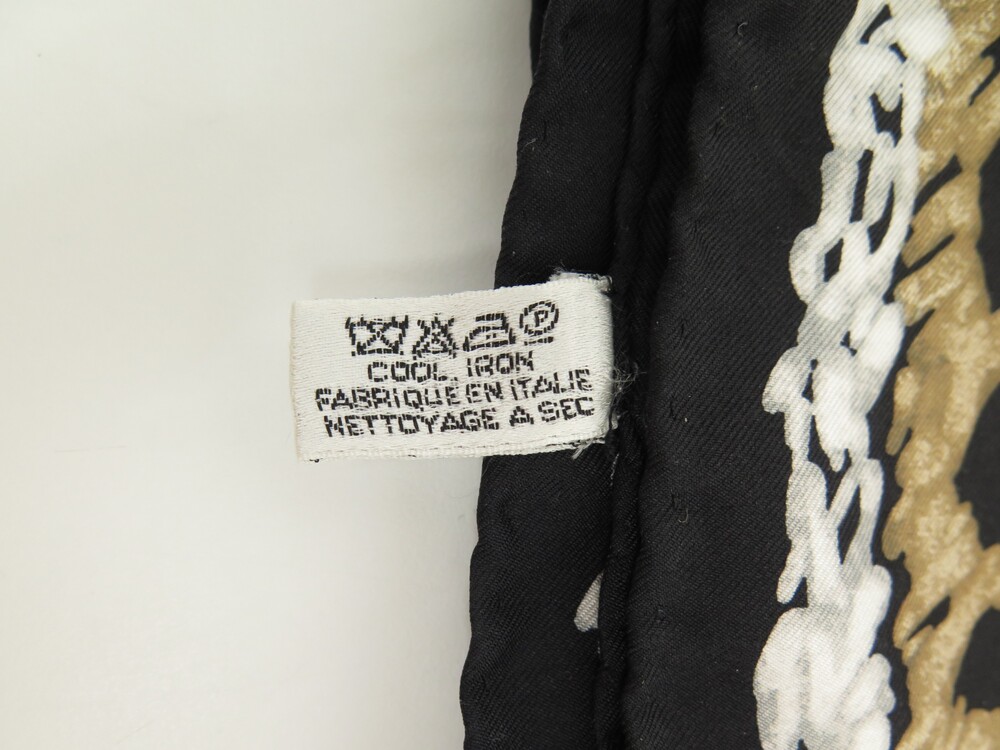 P
COOL IRON
FABRIQUE EN ITALIE
NETTOYAGE A SEC